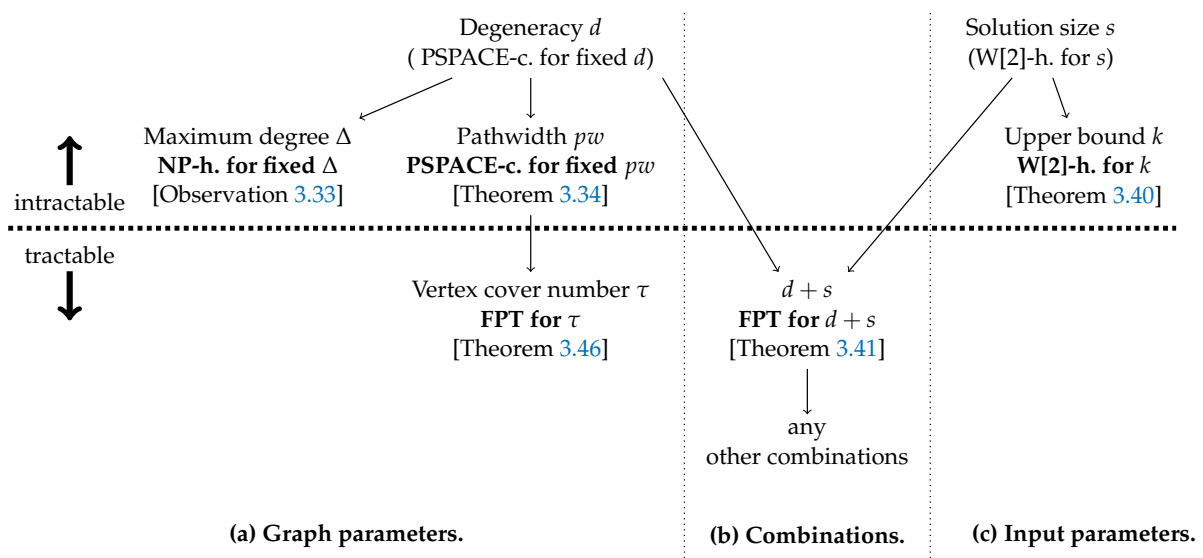 Degeneracy d
( PSPACE-c. for fixed d)
Solution size s
(W[2]-h. for s)
Maximum degree Δ
NP-h. for fixed Δ
[Observation 3.33]
Pathwidth pw
PSPACE-c. for fixed pw
[Theorem 3.34]
Upper bound k
W[2]-h. for k
[Theorem 3.40]
intractable
tractable
Vertex cover number τ
FPT for τ
[Theorem 3.46]
d + s
FPT for d + s
[Theorem 3.41]
any
other combinations
(a) Graph parameters.
(b) Combinations.
(c) Input parameters.